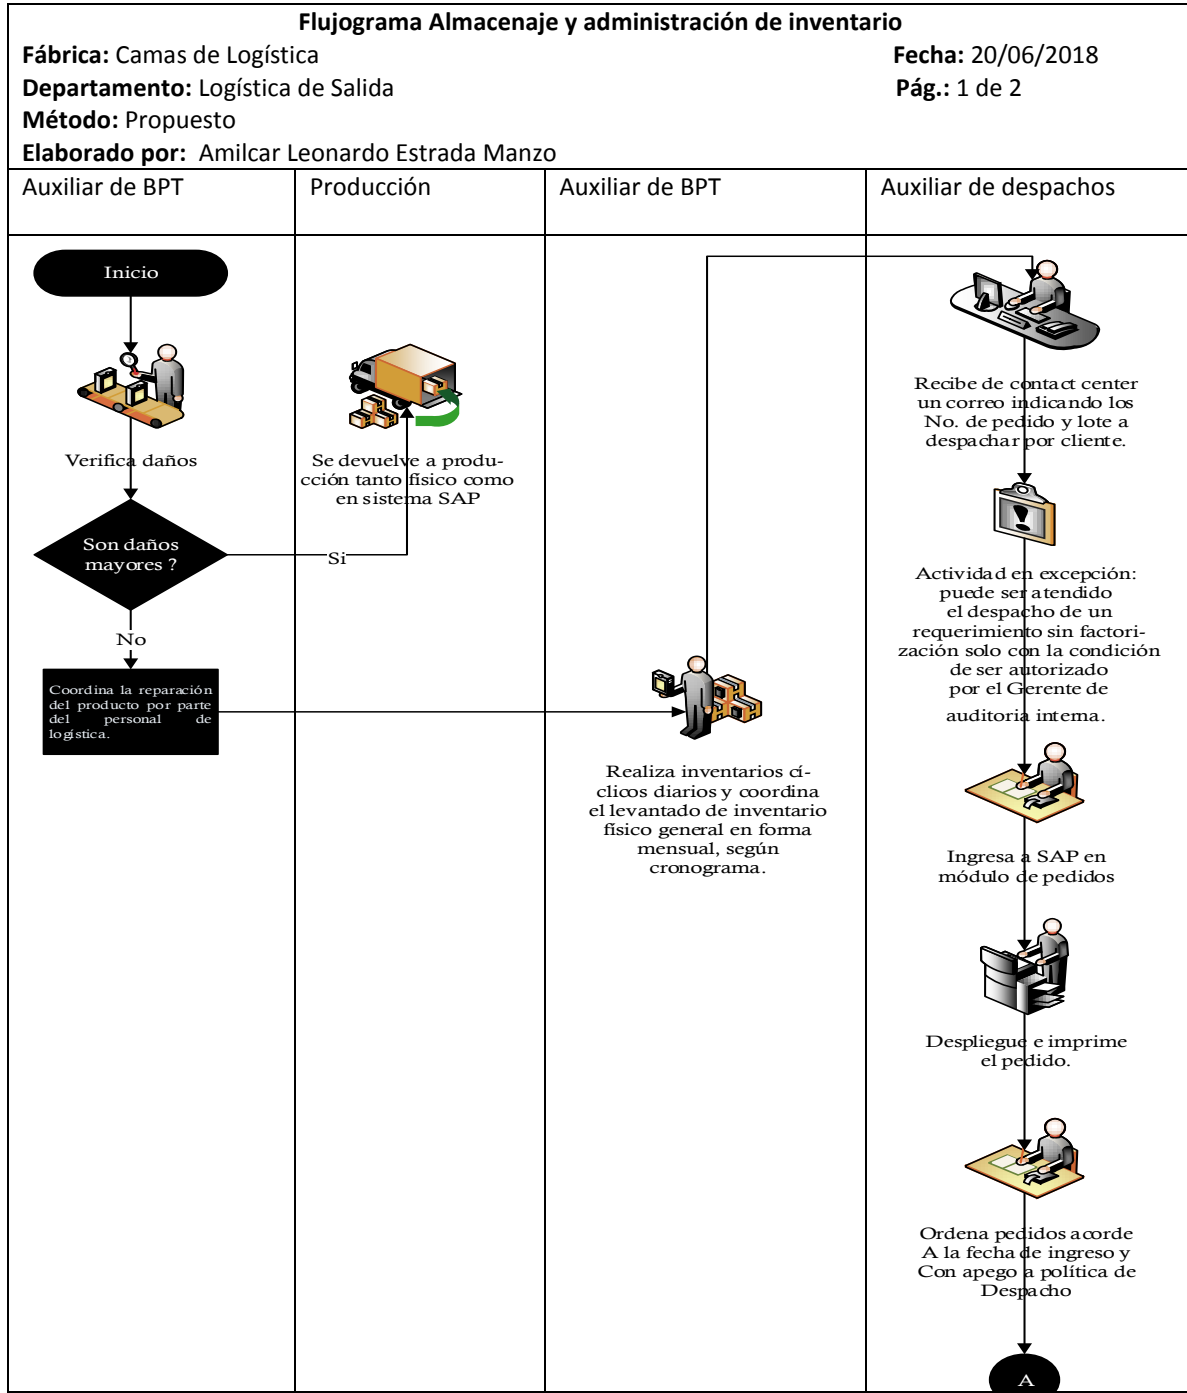 Flujograma Almacenaje y administración de inventario
Fábrica: Camas de Logística
Fecha: 20/06/2018
Departamento: Logística de Salida
Pág.: 1 de 2
Método: Propuesto
Elaborado por: Amilcar Leonardo Estrada Manzo
Auxiliar de BPT
Producción
Auxiliar de BPT
Auxiliar de despachos
Inicio
Verifica daños
Son daños
mayores ?
Si
No
Coordina la reparación
del producto por parte
del personal de
logística.
Se devuelve a produ-
cción tanto físico como
en sistema SAP
Realiza inventarios cí-
clicos diarios y coordina
el levantado de inventario
físico general en forma
mensual, según
cronograma.
Recibe de contact center
un correo indicando los
No. de pedido y lote a
despachar por cliente.
Actividad en excepción:
puede ser atendido
el despacho de un
requerimiento sin factori-
zación solo con la condición
de ser autorizado
por el Gerente de
auditoria interna.
Ingresa a SAP en
módulo de pedidos
Despliegue e imprime
el pedido.
Ordena pedidos acorde
A la fecha de ingreso y
Con apego a política de
Despacho
A